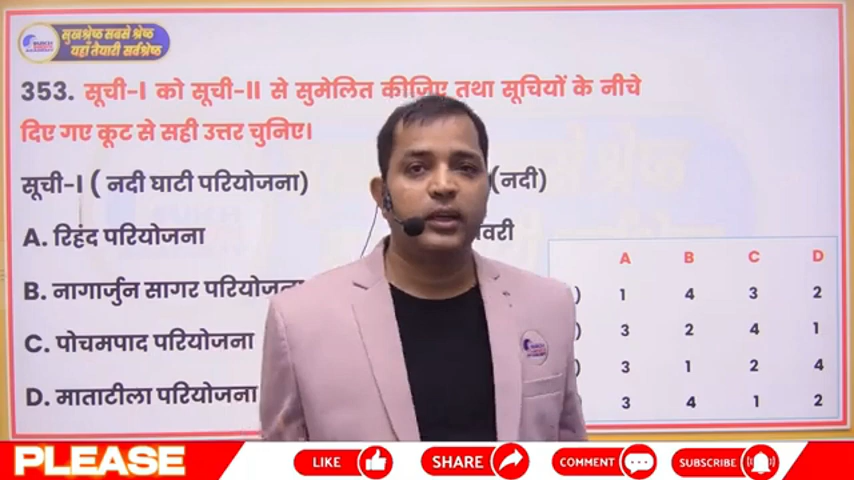 सुखश्रेष्ठ सबसे श्रेष्ठ
यहाँ तैयारी सर्वश्रेष्ठ
353. सूची-I को सूची-II से सुमेलित कीजिए तथा सूचियों के नीचे
दिए गए कूट से सही उत्तर चुनिए।
सूची-I ( नदी घाटी परियोजना) (नदी)
A. रिहंद परियोजना
B. नागार्जुन सागर परियोजना
C. पोचमपाद परियोजना
D. माताटीला परियोजना
A B C D
1 4 3 2
3 2 4 1
3 1 2 4
3 4 1 2
PLEASE
LIKE
SHARE
COMMENT
SUBSCRIBE